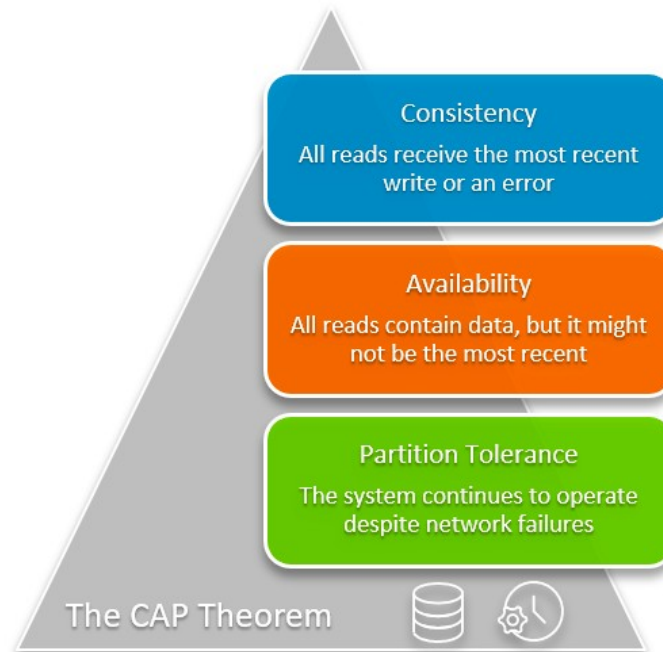 Consistency
All reads receive the most recent
write or an error
Availability
All reads contain data, but it might
not be the most recent
Partition Tolerance
The system continues to operate
despite network failures
The CAP Theorem